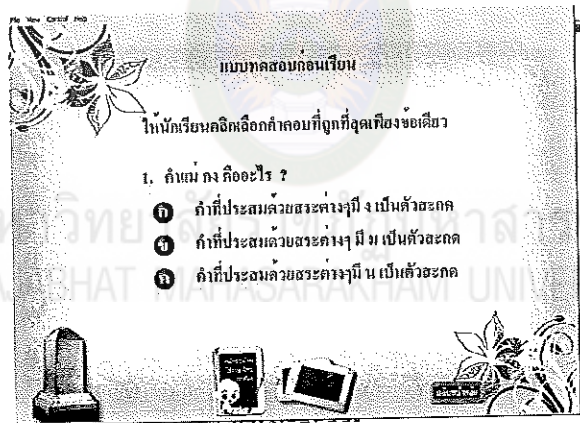 File View Control Help
แบบทดสอบก่อนเรียน
ให้นักเรียนคลิกเลือกคำตอบที่ถูกที่สุดเพียงข้อเดียว
1. คำแม่ กง คืออะไร ?
ก คำที่ประสมด้วยสระต่างๆมี ง เป็นตัวสะกด
ข คำที่ประสมด้วยสระต่างๆ มี ม เป็นตัวสะกด
ค คำที่ประสมด้วยสระต่างๆมี น เป็นตัวสะกด